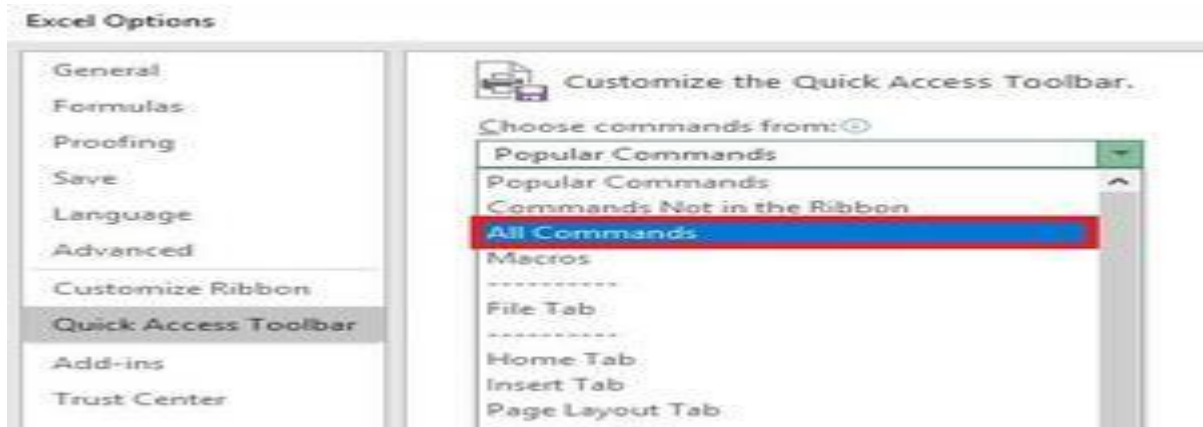 Excel Options
General
Formulas
Proofing
Save
Language
Advanced
Customize Ribbon
Quick Access Toolbar
Add-ins
Trust Center
Customize the Quick Access Toolbar.
Choose commands from:
Popular Commands
Popular Commands
Commands Not in the Ribbon
All Commands
Macros
----------
File Tab
----------
Home Tab
Insert Tab
Page Layout Tab